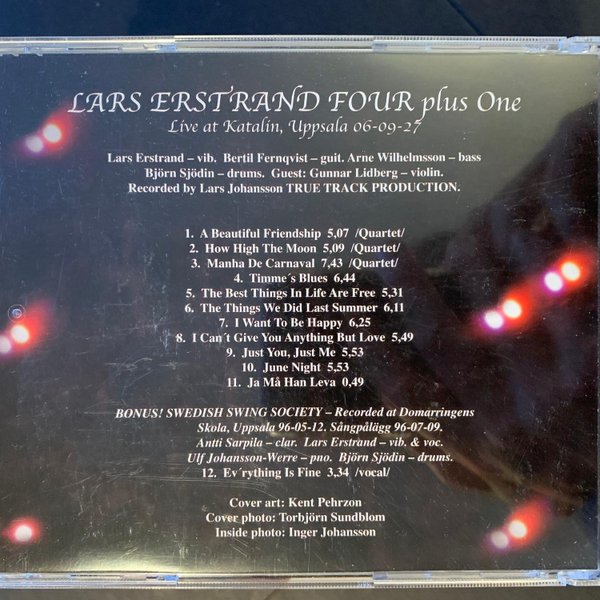 LARS ERSTRAND FOUR plus One
Live at Katalin, Uppsala 06-09-27
Lars Erstrand – vib. Bertil Fernqvist – guit. Arne Wilhelmsson – bass
Björn Sjödin – drums. Guest: Gunnar Lidberg – violin.
Recorded by Lars Johansson TRUE TRACK PRODUCTION.
1. A Beautiful Friendship 5,07 /Quartet/
2. How High The Moon 5,09 /Quartet/
3. Manha De Carnaval 7,43 /Quartet/
4. Timme´s Blues 6,44
5. The Best Things In Life Are Free 5,31
6. The Things We Did Last Summer 6,11
7. I Want To Be Happy 6,25
8. I Can´t Give You Anything But Love 5,49
9. Just You, Just Me 5,53
10. June Night 5,53
11. Ja Må Han Leva 0,49
BONUS! SWEDISH SWING SOCIETY – Recorded at Domarringens
Skola, Uppsala 96-05-12. Sångpålägg 96-07-09.
Antti Sarpila – clar. Lars Erstrand – vib. & voc.
Ulf Johansson-Werre – pno. Björn Sjödin – drums.
12. Ev´rything Is Fine 3,34 /vocal/
Cover art: Kent Pehrzon
Cover photo: Torbjörn Sundblom
Inside photo: Inger Johansson